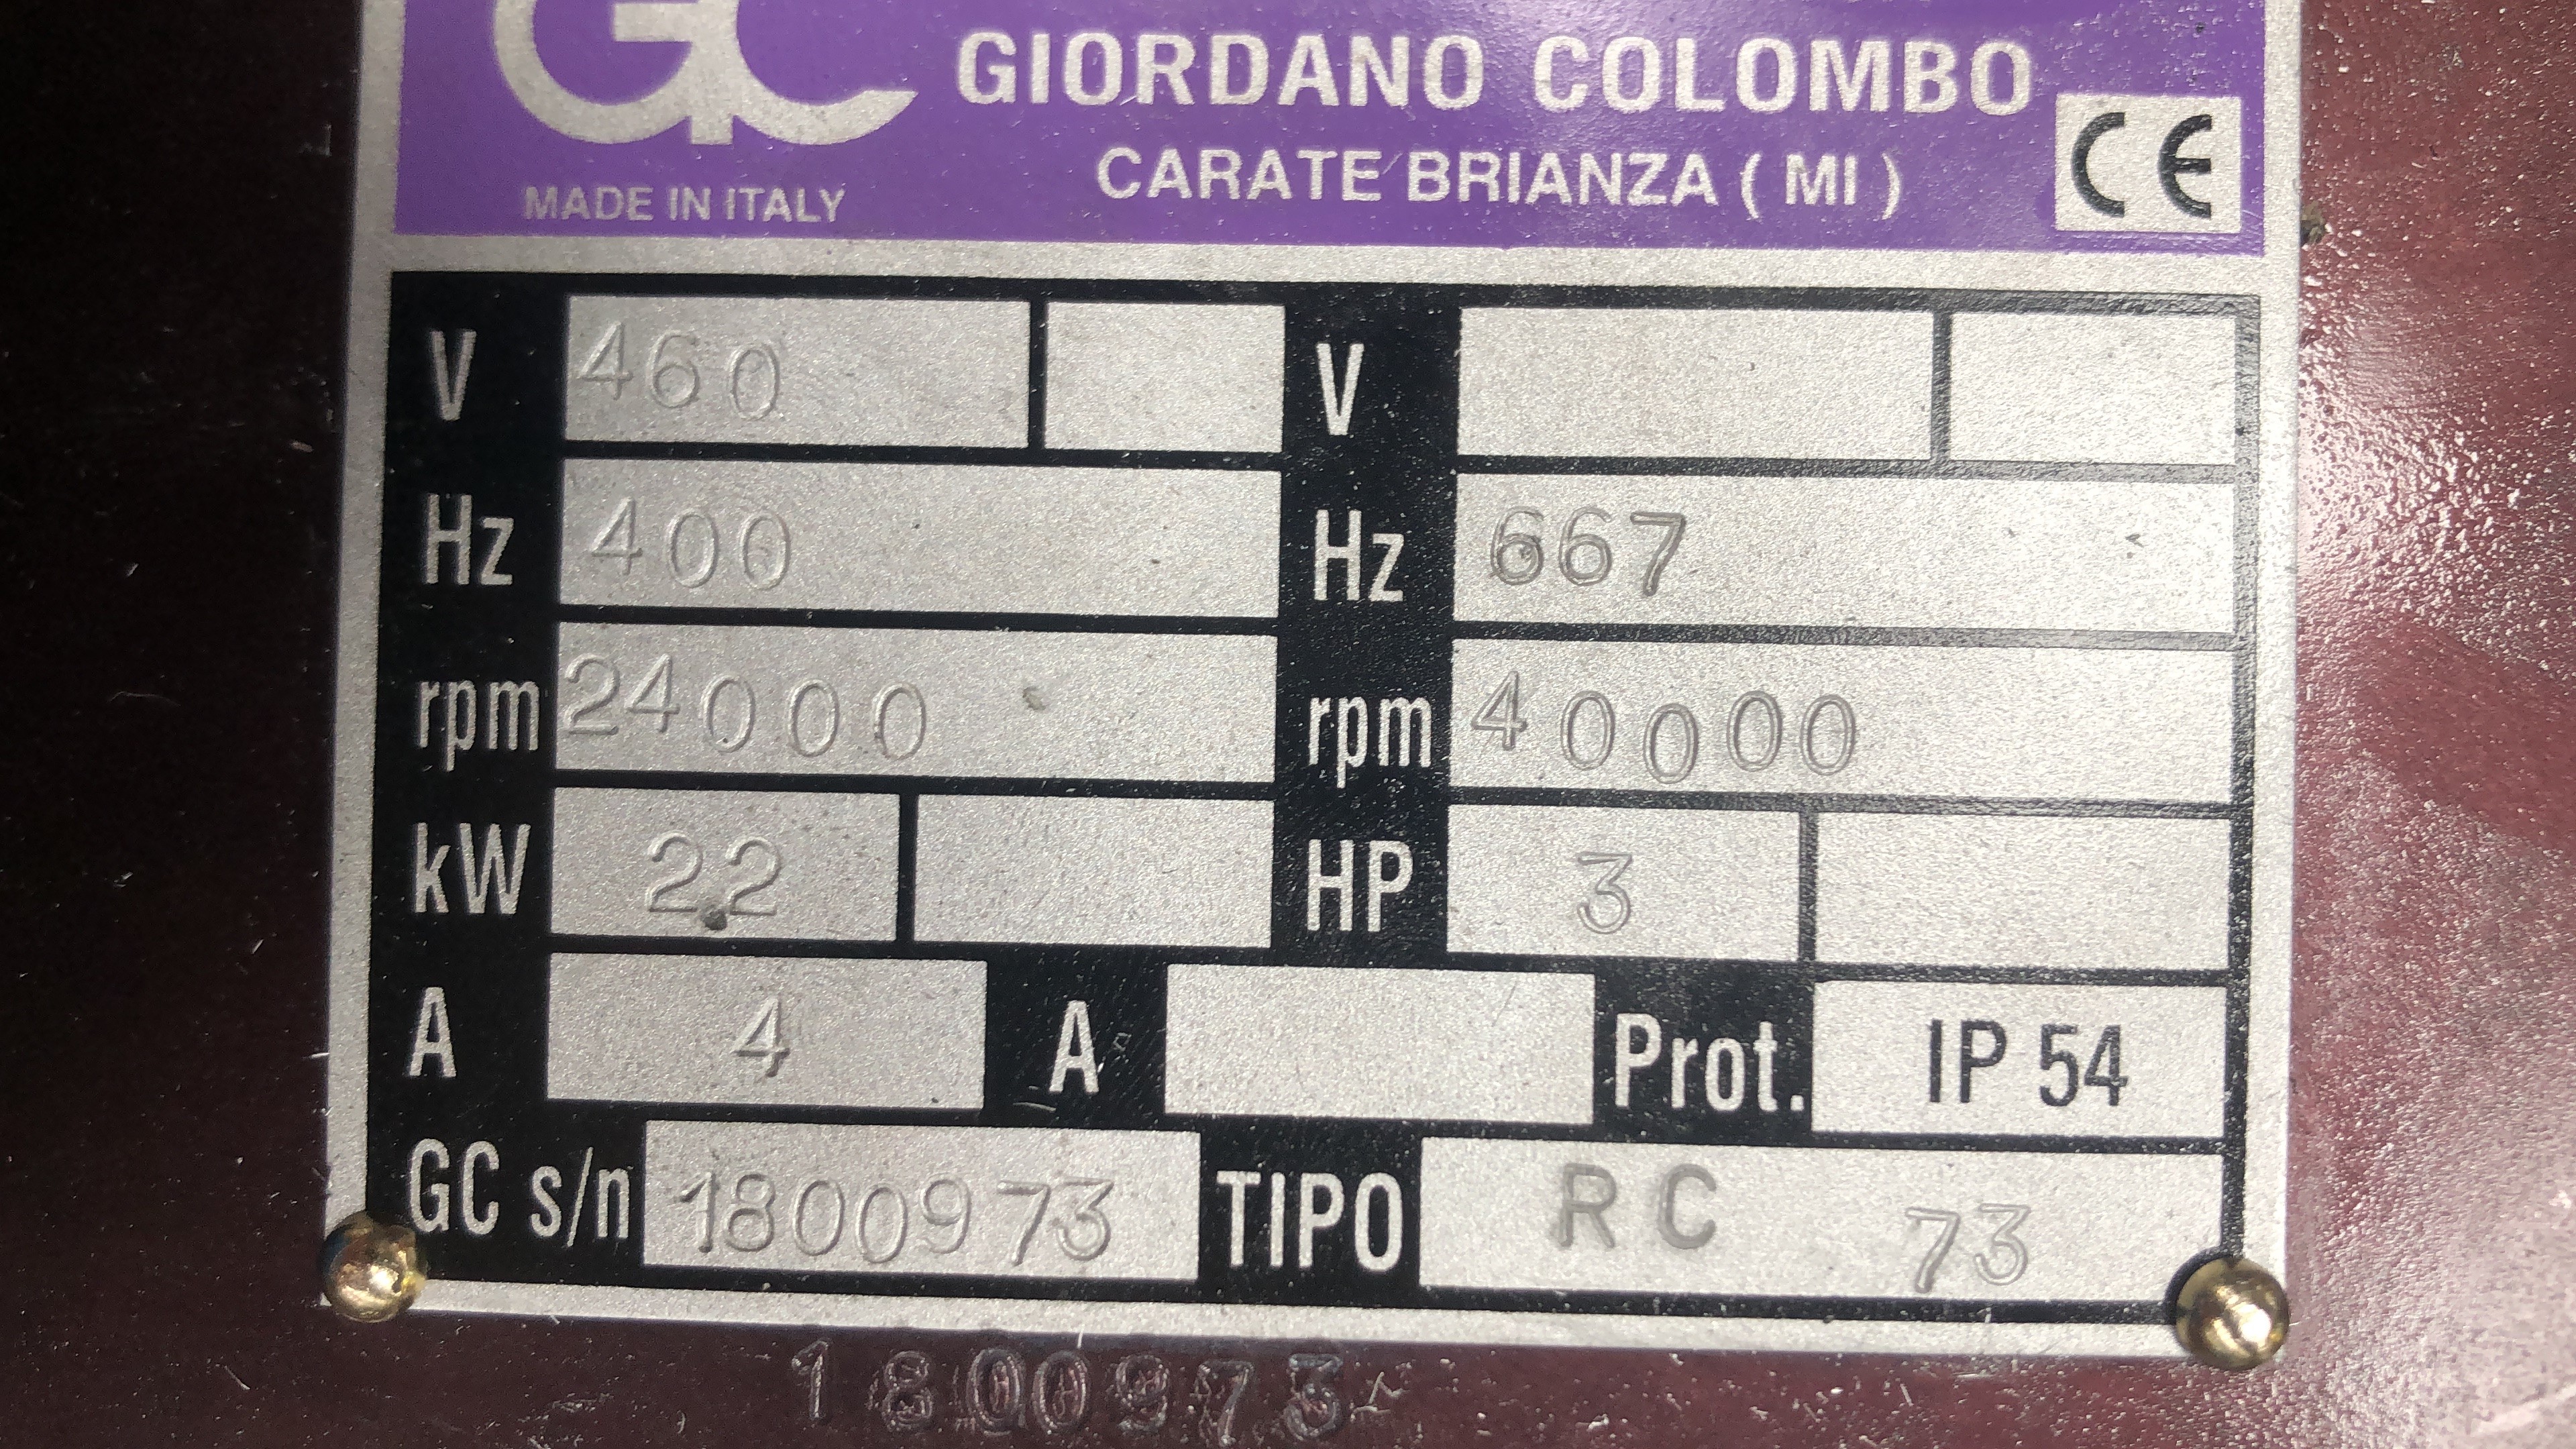 GC GIORDANO COLOMBO
MADE IN ITALY CARATE BRIANZA ( MI ) CE
V 460 V
Hz 400 Hz 667
rpm 24000 rpm 40000
kW 2.2 HP 3
A 4 A Prot. IP 54
GC s/n 1800973 TIPO RC 73
1800973